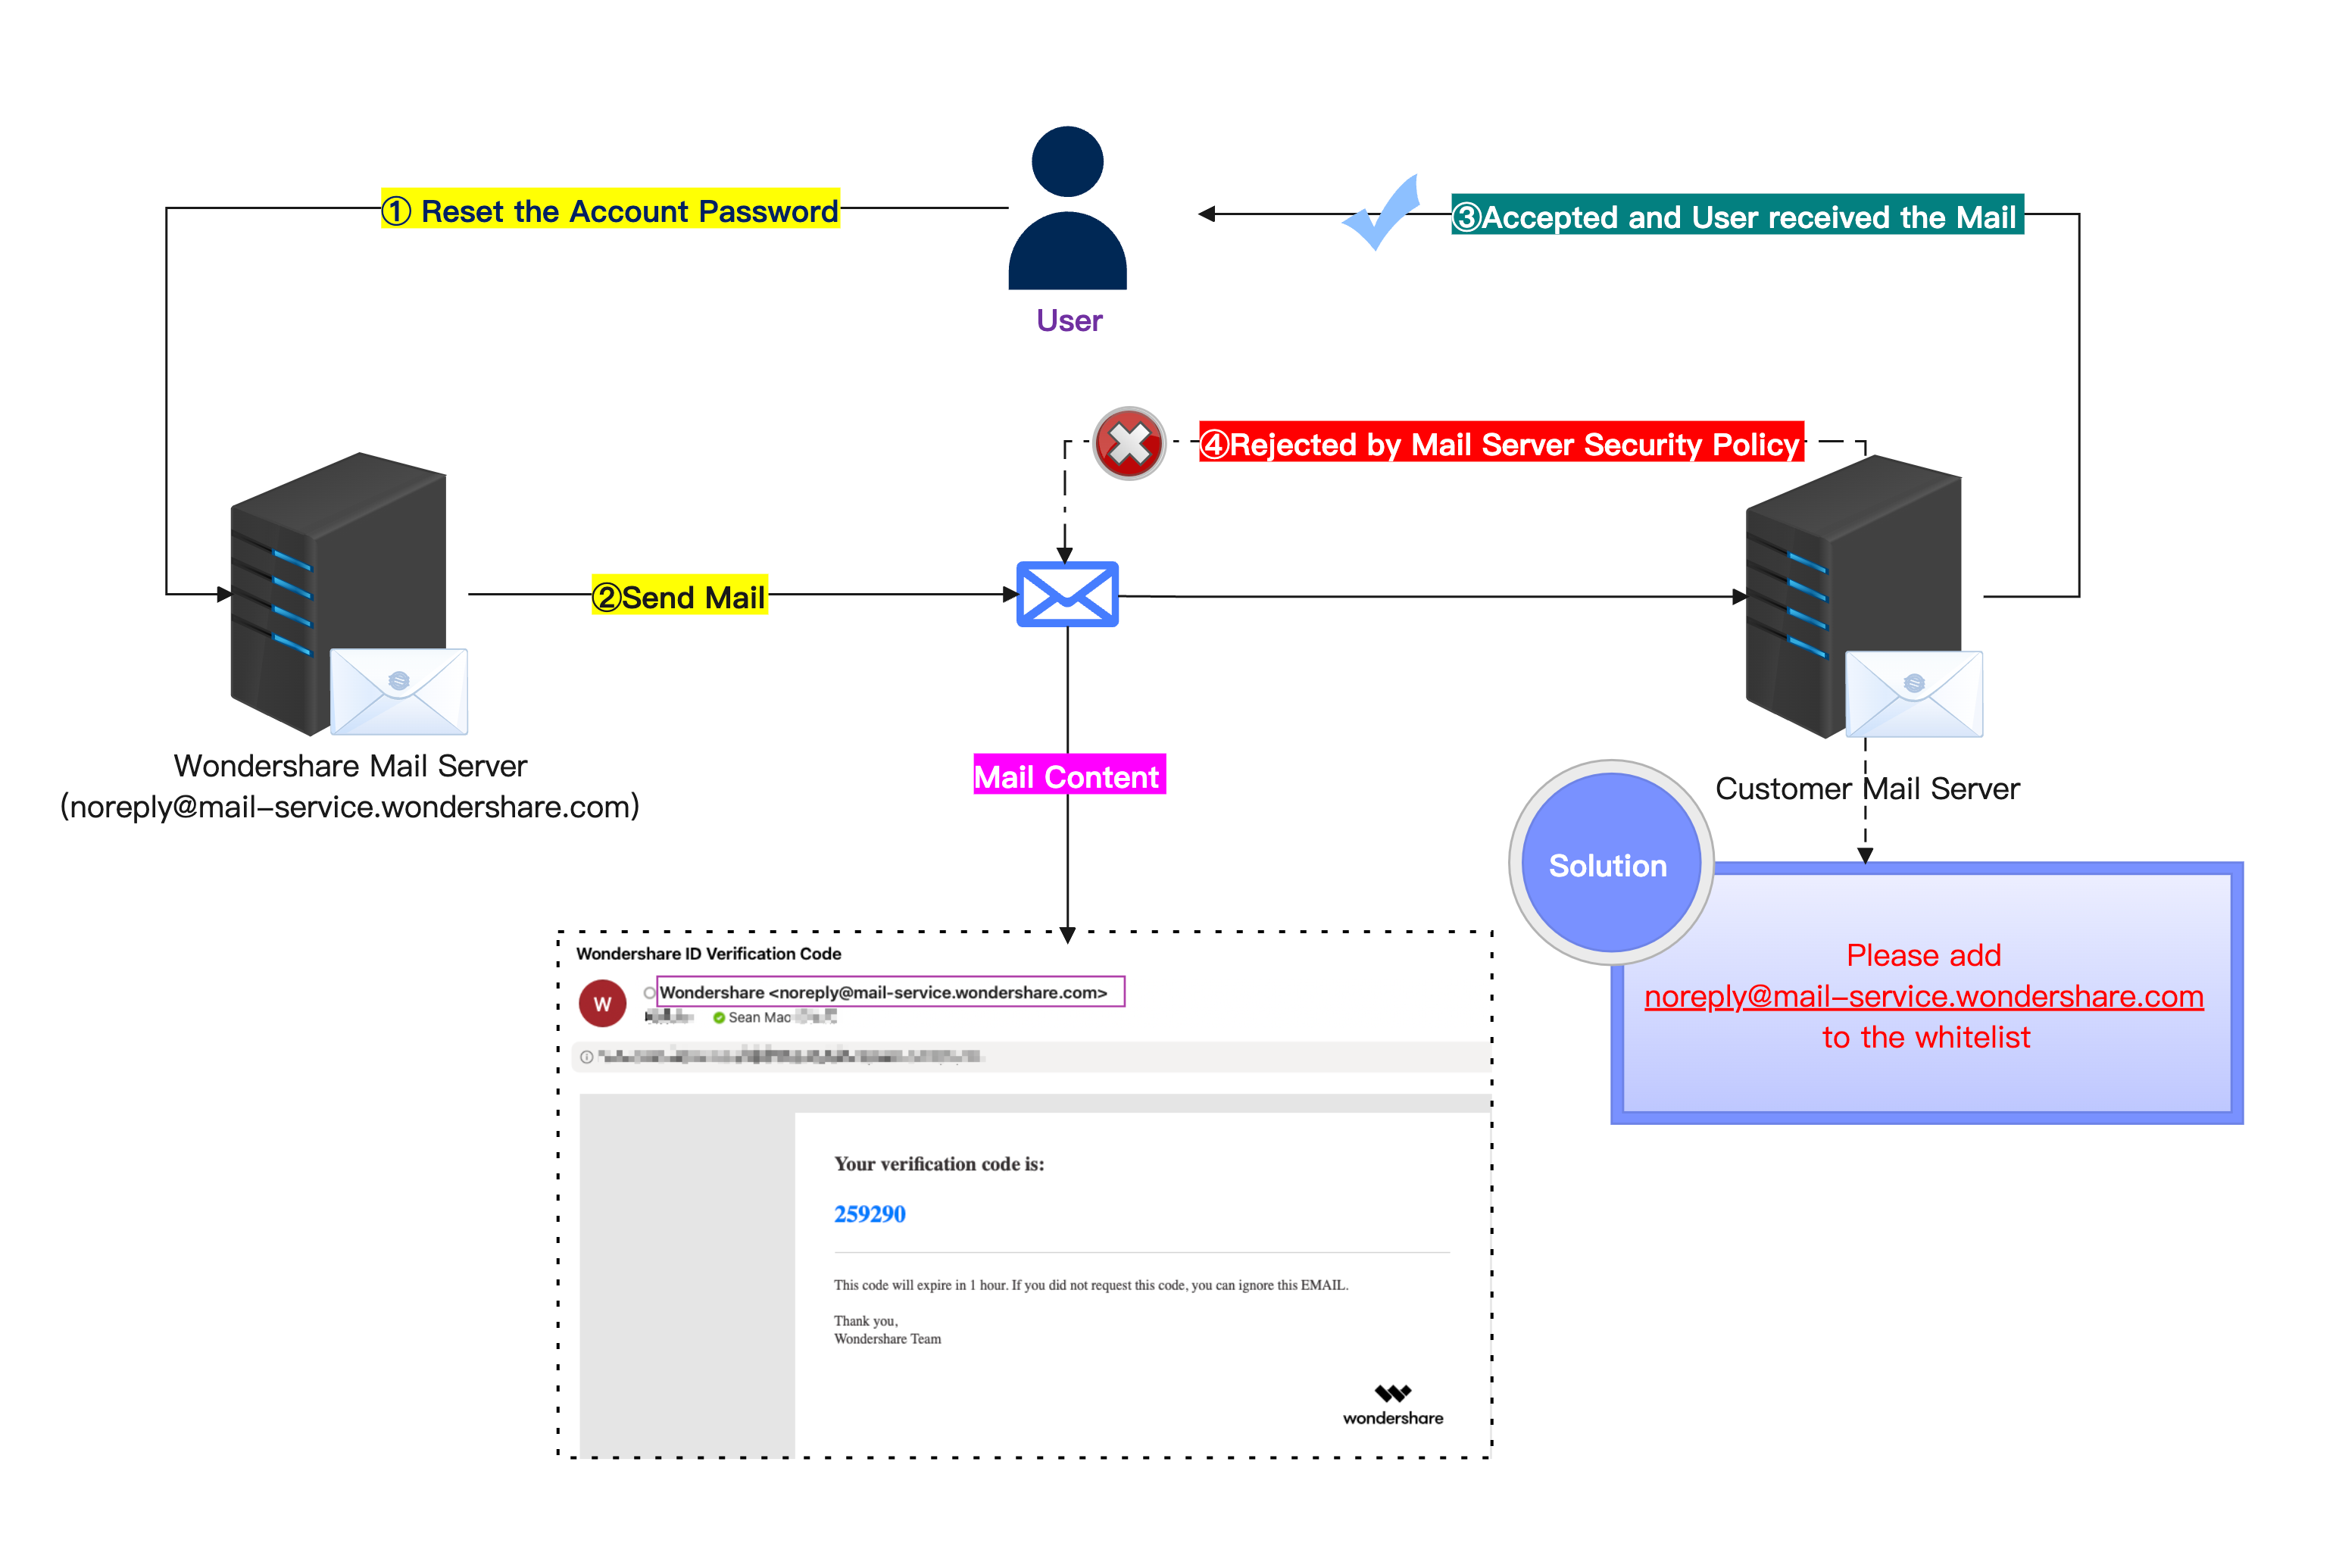 ① Reset the Account Password
③Accepted and User received the Mail
User
④Rejected by Mail Server Security Policy
②Send Mail
Wondershare Mail Server
(noreply@mail-service.wondershare.com)
Mail Content
Customer Mail Server
Solution
Please add
noreply@mail-service.wondershare.com
to the whitelist
Wondershare ID Verification Code
W
Wondershare <noreply@mail-service.wondershare.com>
Sean Mao
Your verification code is:
259290
This code will expire in 1 hour. If you did not request this code, you can ignore this EMAIL.
Thank you,
Wondershare Team
wondershare